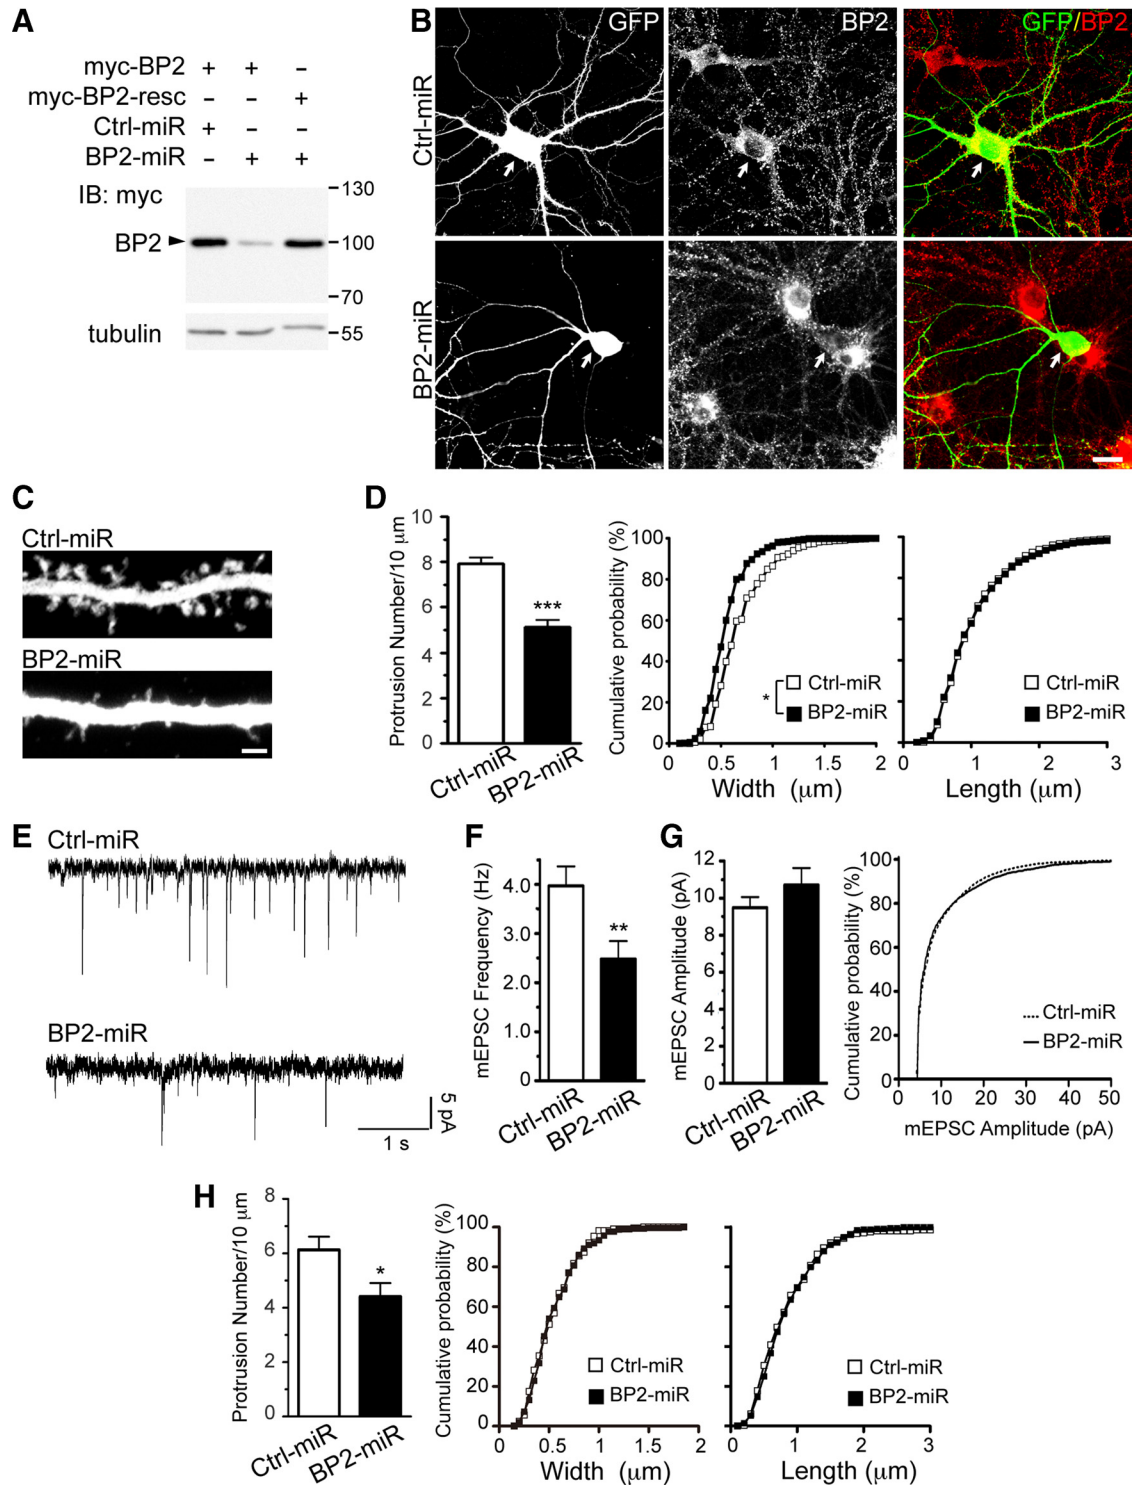 A
myc-BP2 + + −
myc-BP2-resc − − +
Ctrl-miR + − −
BP2-miR − + +
IB: myc
130
BP2
100
70
tubulin
55
B
GFP
BP2
GFP/BP2
Ctrl-miR
BP2-miR
C
Ctrl-miR
BP2-miR
D
Protrusion Number/10 μm
10
8
6
4
2
0
***
Ctrl-miR
BP2-miR
Cumulative probability (%)
100
80
60
40
20
0
* Ctrl-miR
BP2-miR
0 0.5 1 1.5 2
Width (μm)
Ctrl-miR
BP2-miR
0 1 2 3
Length (μm)
E
Ctrl-miR
BP2-miR
5 pA
1 s
F
mEPSC Frequency (Hz)
4.0
3.0
2.0
1.0
0
**
Ctrl-miR
BP2-miR
G
mEPSC Amplitude (pA)
12
10
8
6
4
2
0
Ctrl-miR
BP2-miR
Cumulative probability (%)
100
80
60
40
20
0
Ctrl-miR
BP2-miR
0 10 20 30 40 50
mEPSC Amplitude (pA)
H
Protrusion Number/10 μm
8
6
4
2
0
*
Ctrl-miR
BP2-miR
Cumulative probability (%)
100
80
60
40
20
0
Ctrl-miR
BP2-miR
0 0.5 1 1.5 2
Width (μm)
Ctrl-miR
BP2-miR
0 1 2 3
Length (μm)